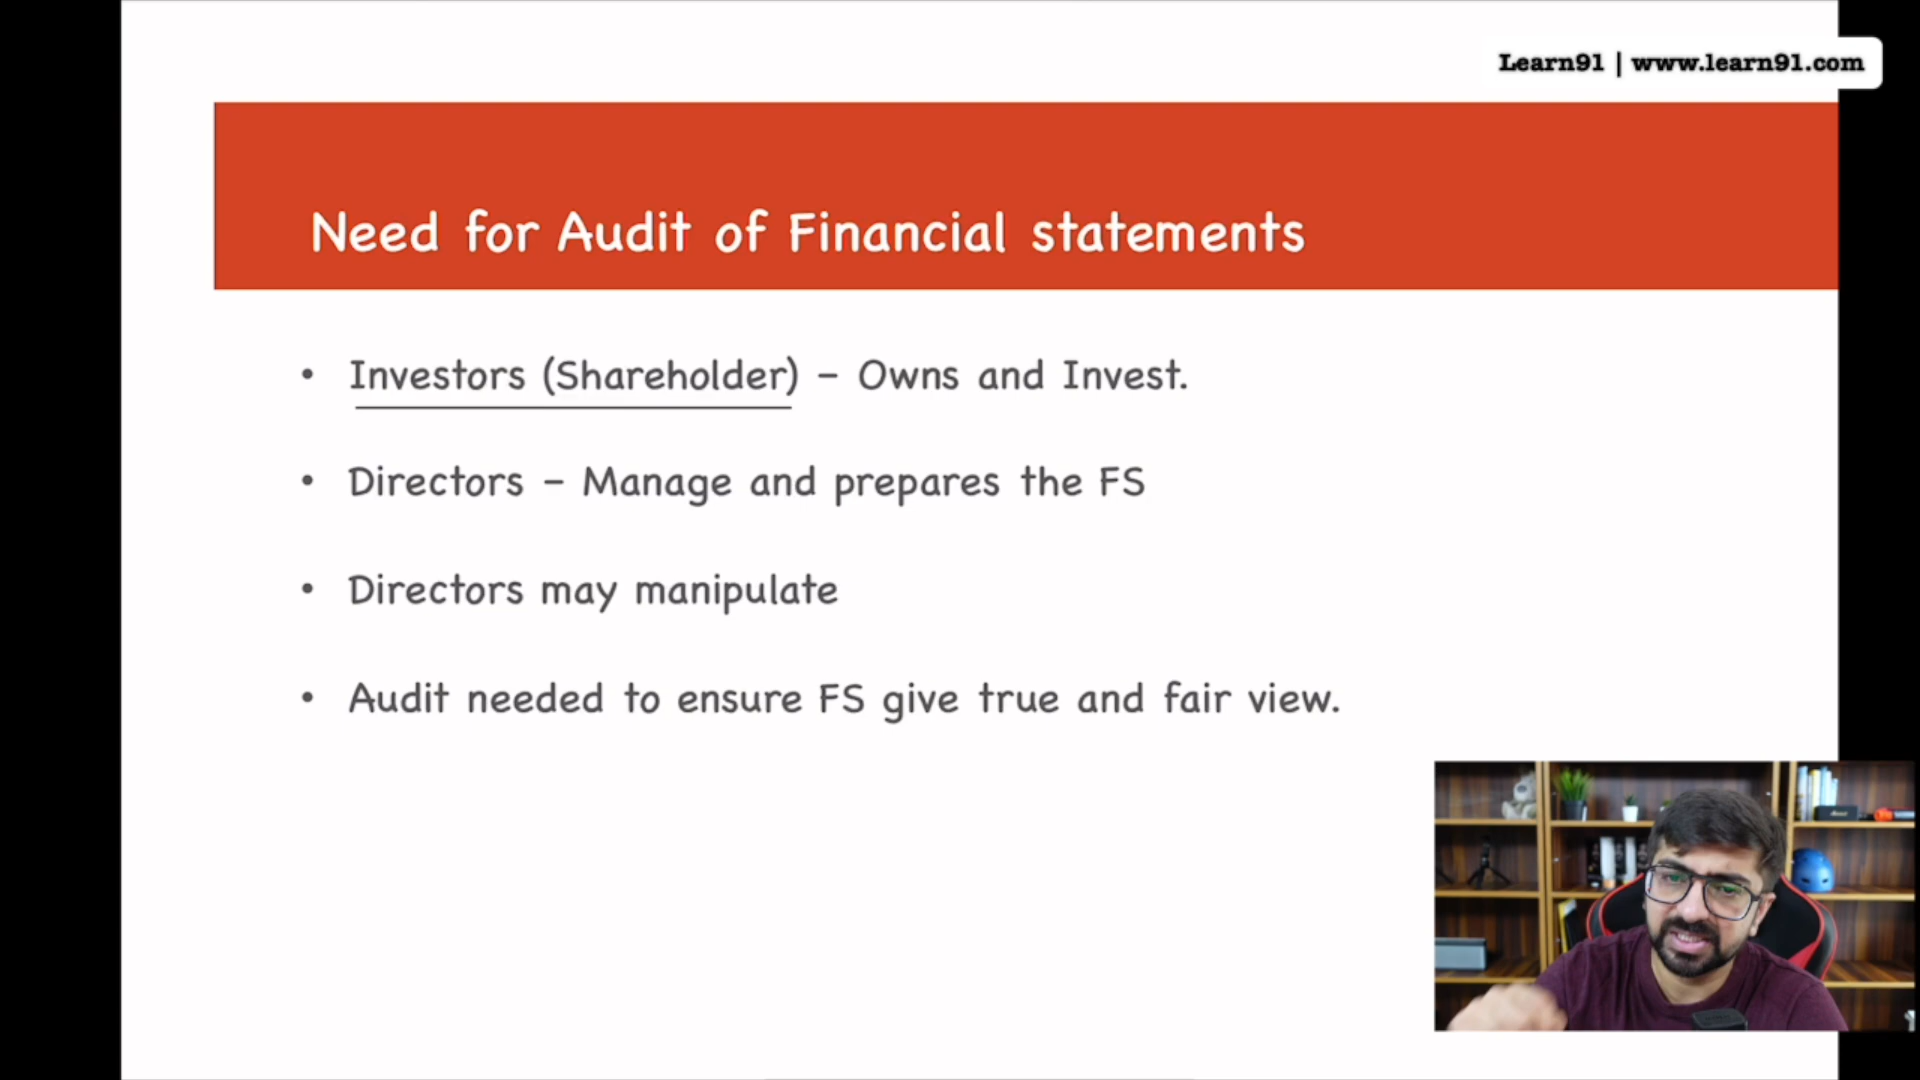 Learn91 | www.learn91.com
Need for Audit of Financial statements
• Investors (Shareholder) – Owns and Invest.
• Directors – Manage and prepares the FS
• Directors may manipulate
• Audit needed to ensure FS give true and fair view.